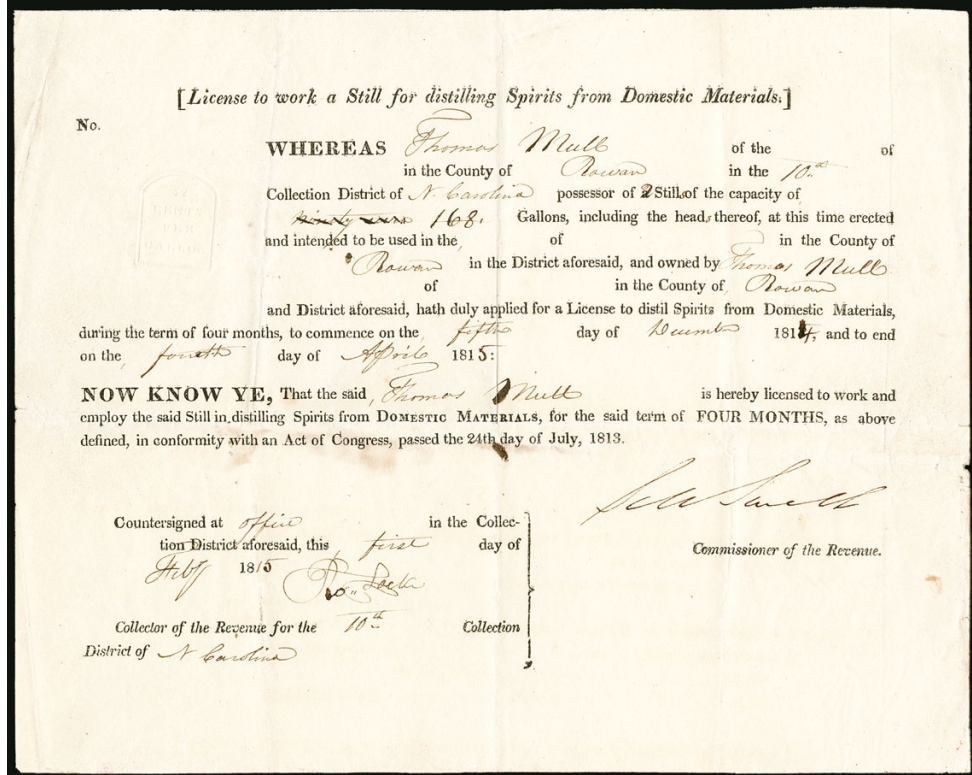 [License to work a Still for distilling Spirits from Domestic Materials.]
No.
WHEREAS Thomas Mull of the of
in the County of Rowan in the 10th
Collection District of N. Carolina possessor of 2 Stills of the capacity of
168. Gallons, including the heads thereof, at this time erected
and intended to be used in the, of in the County of
Rowan in the District aforesaid, and owned by Thomas Mull
of in the County of Rowan
and District aforesaid, hath duly applied for a License to distil Spirits from Domestic Materials,
during the term of four months, to commence on the fifth day of December 1814, and to end
on the fourth day of April 1815:
NOW KNOW YE, That the said, Thomas Mull is hereby licensed to work and
employ the said Still in distilling Spirits from DOMESTIC MATERIALS, for the said term of FOUR MONTHS, as above
defined, in conformity with an Act of Congress, passed the 24th day of July, 1813.
CENTS
PER
GALLON
Commissioner of the Revenue.
Countersigned at office in the Collec-
tion District aforesaid, this first day of
Feby 1815
Locke
Collector of the Revenue for the 10th Collection
District of N Carolina